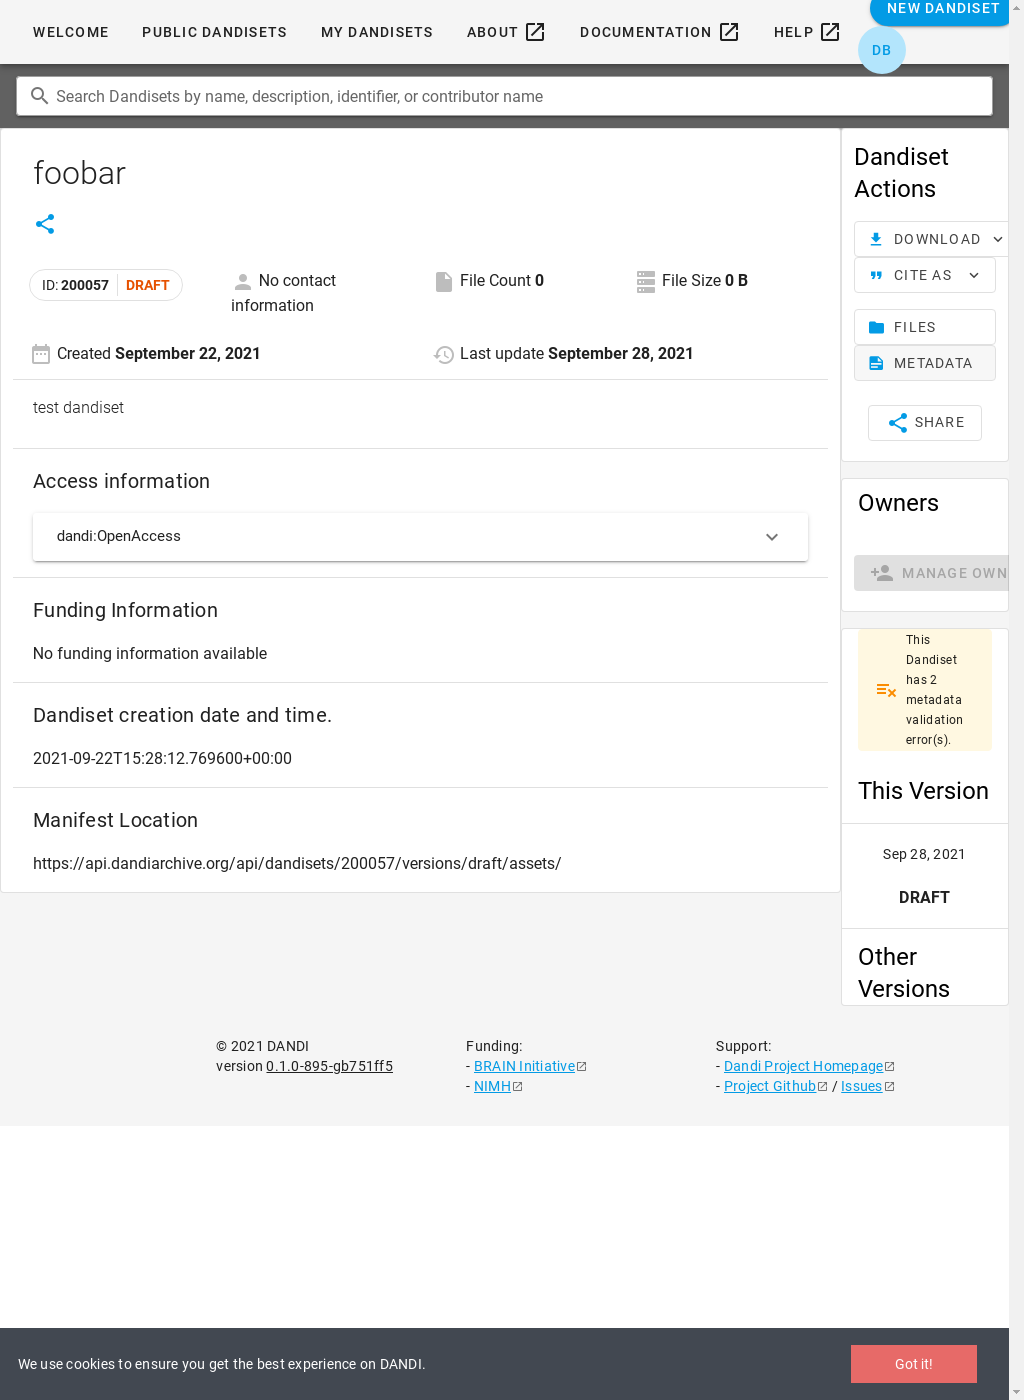 WELCOME
PUBLIC DANDISETS
MY DANDISETS
ABOUT
DOCUMENTATION
HELP
NEW DANDISET
DB
Search Dandisets by name, description, identifier, or contributor name
foobar
ID: 200057 DRAFT
No contact
information
File Count 0
File Size 0 B
Created September 22, 2021
Last update September 28, 2021
test dandiset
Access information
dandi:OpenAccess
Funding Information
No funding information available
Dandiset creation date and time.
2021-09-22T15:28:12.769600+00:00
Manifest Location
https://api.dandiarchive.org/api/dandisets/200057/versions/draft/assets/
Dandiset
Actions
DOWNLOAD
CITE AS
FILES
METADATA
SHARE
Owners
MANAGE OWN
This
Dandiset
has 2
metadata
validation
error(s).
This Version
Sep 28, 2021
DRAFT
Other
Versions
© 2021 DANDI
version 0.1.0-895-gb751ff5
Funding:
- BRAIN Initiative
- NIMH
Support:
- Dandi Project Homepage
- Project Github / Issues
We use cookies to ensure you get the best experience on DANDI.
Got it!